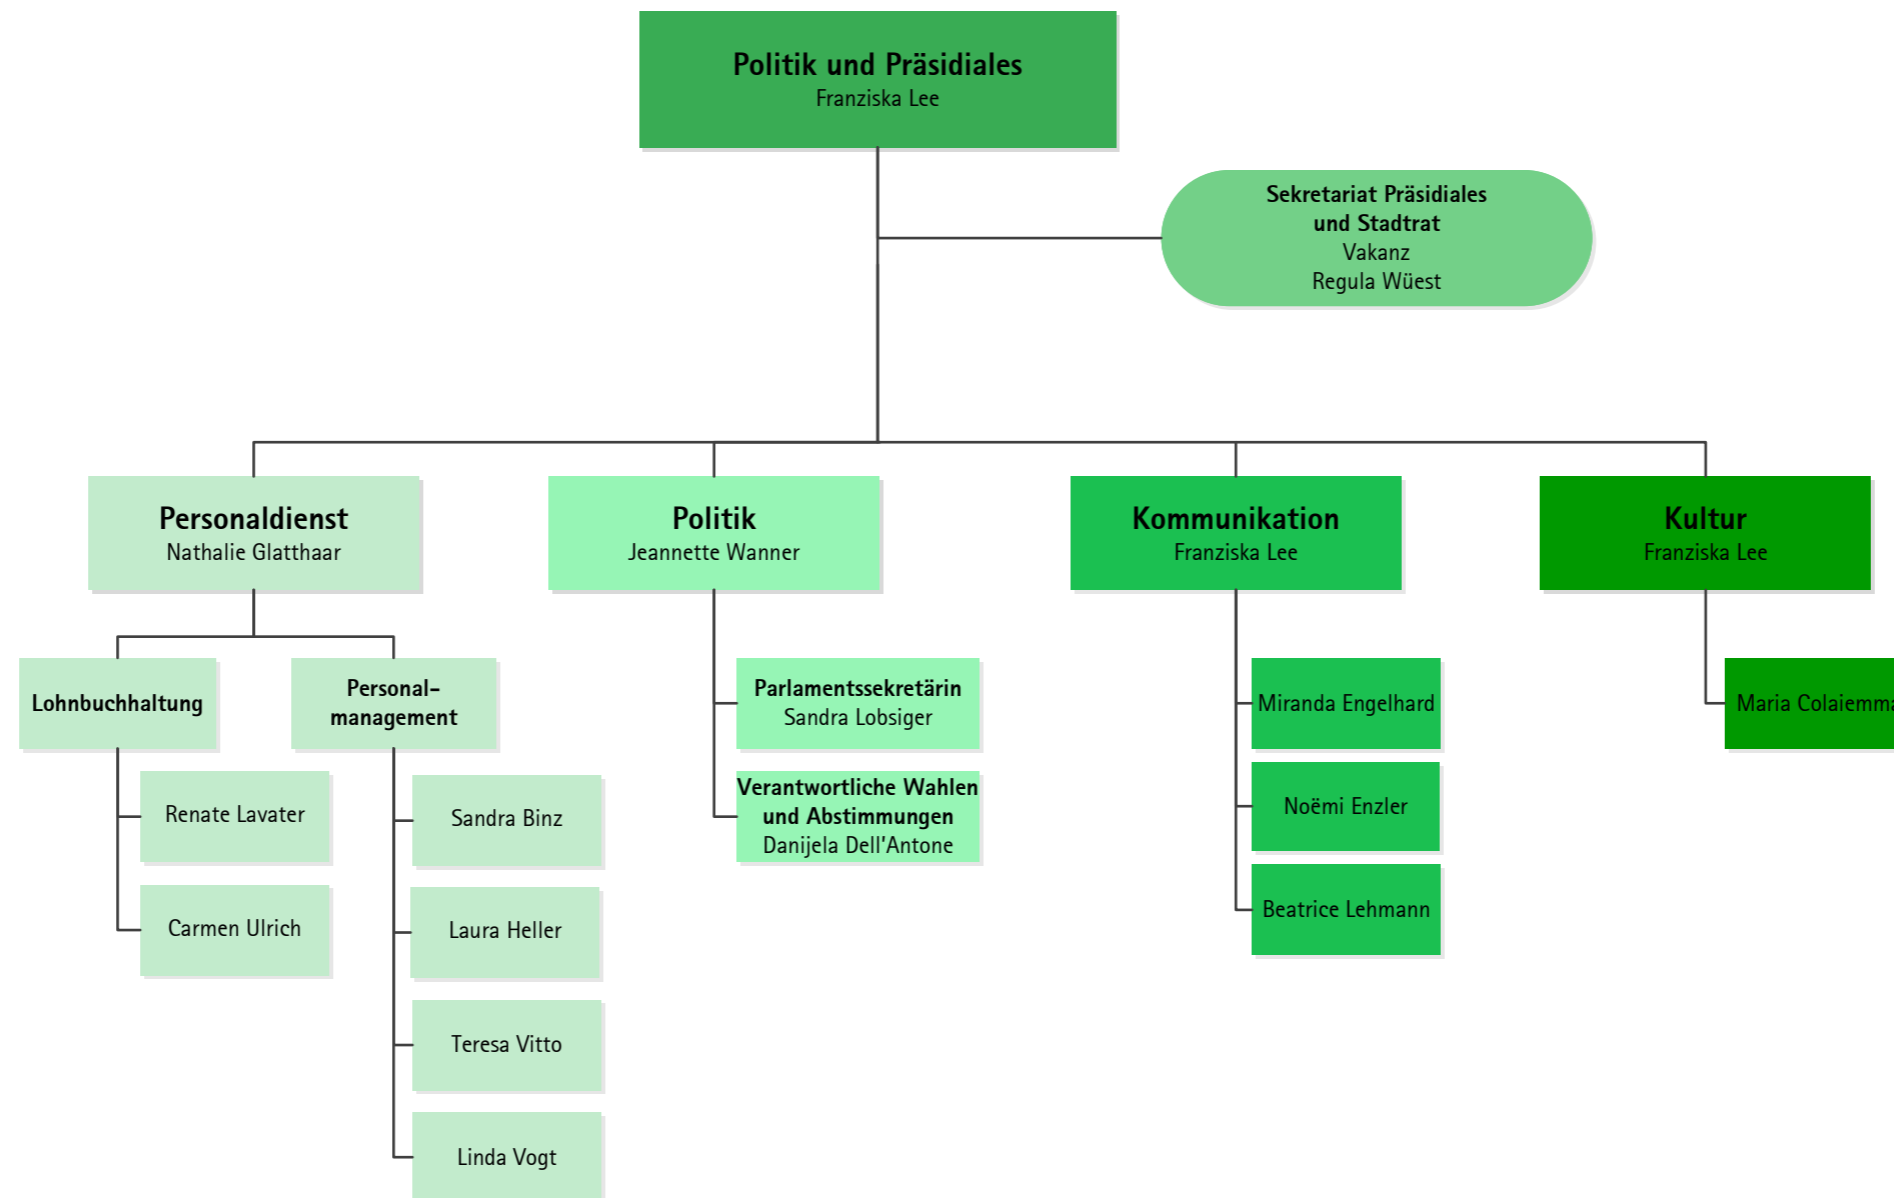 Politik und Präsidiales
Franziska Lee
Sekretariat Präsidiales
und Stadtrat
Vakanz
Regula Wüest
Personaldienst
Nathalie Glatthaar
Politik
Jeannette Wanner
Kommunikation
Franziska Lee
Kultur
Franziska Lee
Lohnbuchhaltung
Personal-
management
Renate Lavater
Carmen Ulrich
Sandra Binz
Laura Heller
Teresa Vitto
Linda Vogt
Parlamentssekretärin
Sandra Lobsiger
Verantwortliche Wahlen
und Abstimmungen
Danijela Dell'Antone
Miranda Engelhard
Noëmi Enzler
Beatrice Lehmann
Maria Colaiemma